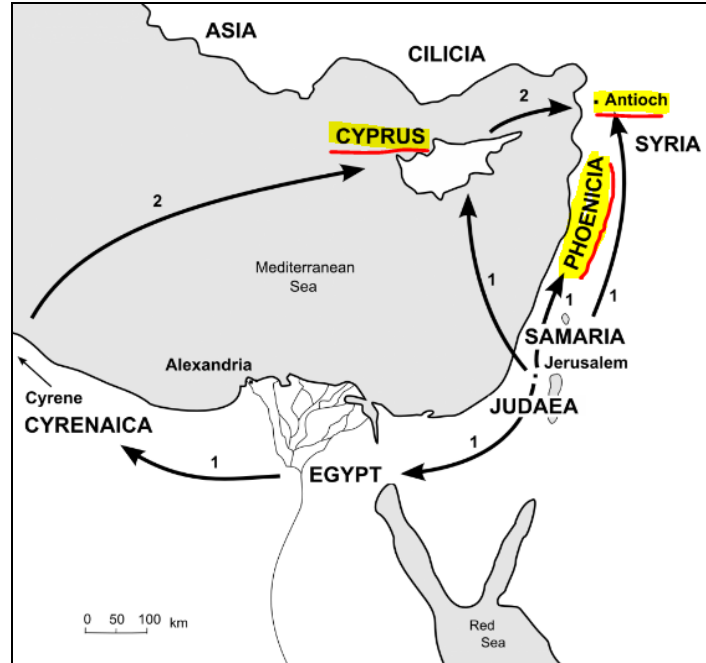 ASIA
CILICIA
2
Antioch
CYPRUS
SYRIA
2
PHOENICIA
Mediterranean
Sea
1
1
1
SAMARIA
Alexandria
Jerusalem
Cyrene
JUDAEA
CYRENAICA
1
1
EGYPT
0 50 100 km
Red
Sea